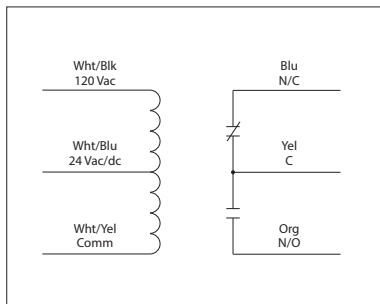 Wht/Blk
120 Vac
Wht/Blu
24 Vac/dc
Wht/Yel
Comm
Blu
N/C
Yel
C
Org
N/O